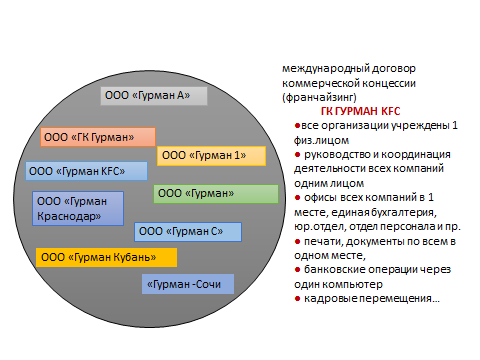 ООО «Гурман А»
ООО «ГК Гурман»
ООО «Гурман 1»
ООО «Гурман KFC»
ООО «Гурман»
ООО «Гурман
Краснодар»
ООО «Гурман С»
ООО «Гурман Кубань»
«Гурман -Сочи
международный договор
коммерческой концессии
(франчайзинг)
ГК ГУРМАН KFC
●все организации учреждены 1
физ.лицом
● руководство и координация
деятельности всех компаний
одним лицом
● офисы всех компаний в 1
месте, единая бухгалтерия,
юр.отдел, отдел персонала и пр.
● печати, документы по всем в
одном месте,
● банковские операции через
один компьютер
● кадровые перемещения…